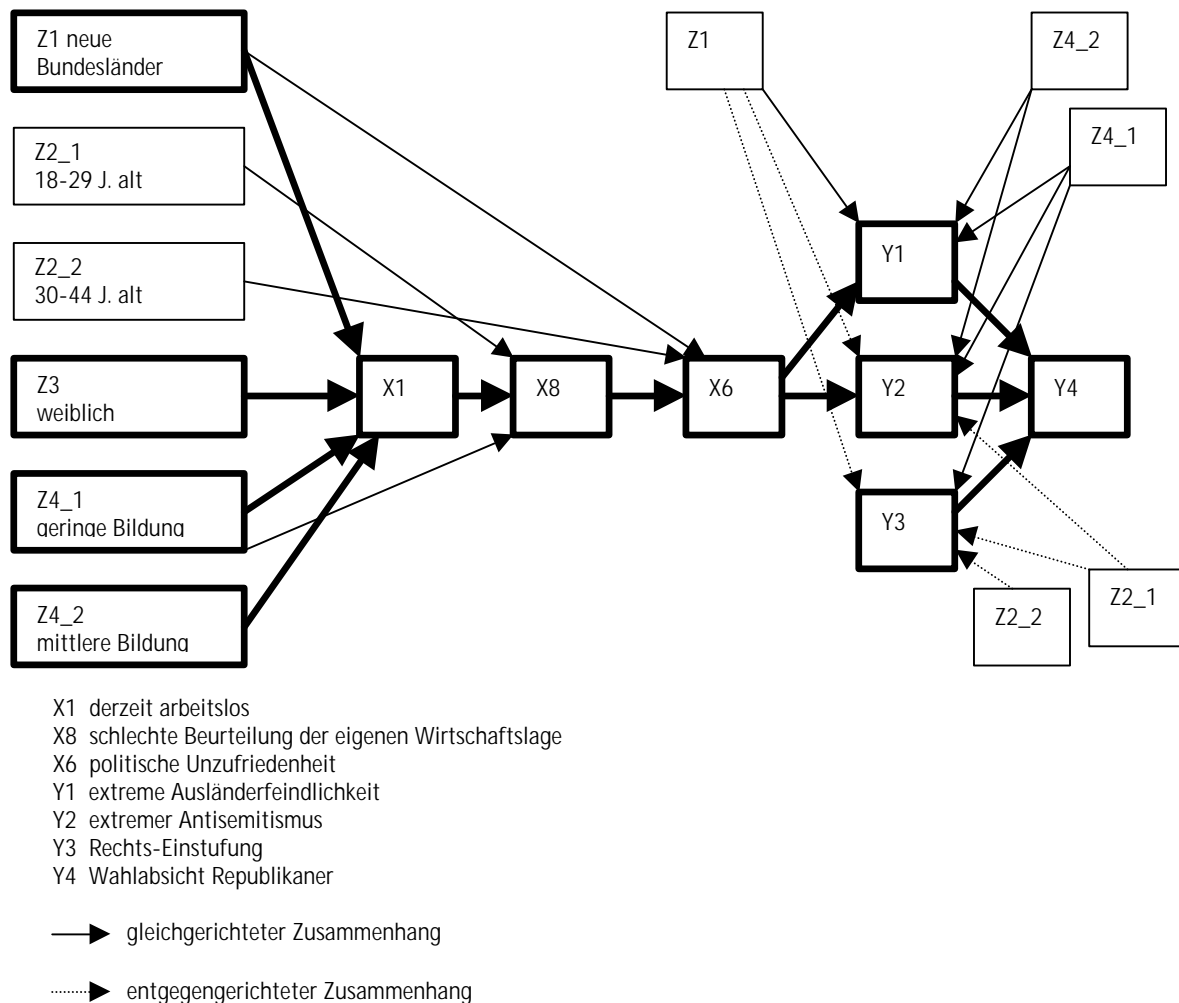 Z1 neue
Bundesländer
Z2_1
18-29 J. alt
Z2_2
30-44 J. alt
Z3
weiblich
Z4_1
geringe Bildung
Z4_2
mittlere Bildung
X1
X8
X6
Z1
Z4_2
Z4_1
Y1
Y2
Y4
Y3
Z2_2
Z2_1
X1 derzeit arbeitslos
X8 schlechte Beurteilung der eigenen Wirtschaftslage
X6 politische Unzufriedenheit
Y1 extreme Ausländerfeindlichkeit
Y2 extremer Antisemitismus
Y3 Rechts-Einstufung
Y4 Wahlabsicht Republikaner
gleichgerichteter Zusammenhang
entgegengerichteter Zusammenhang